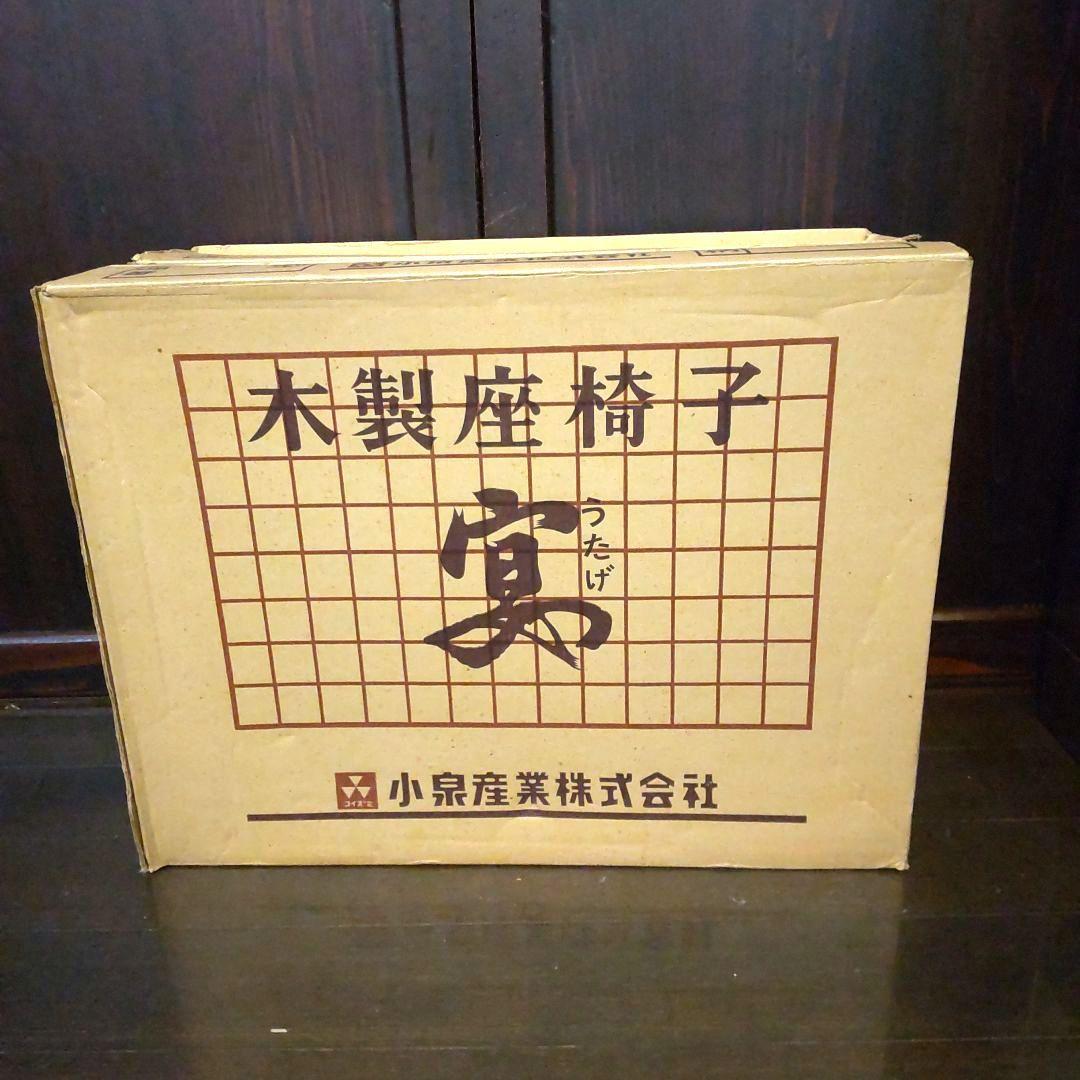 木製座椅子
宴
うたげ
コイズミ
小泉産業株式会社